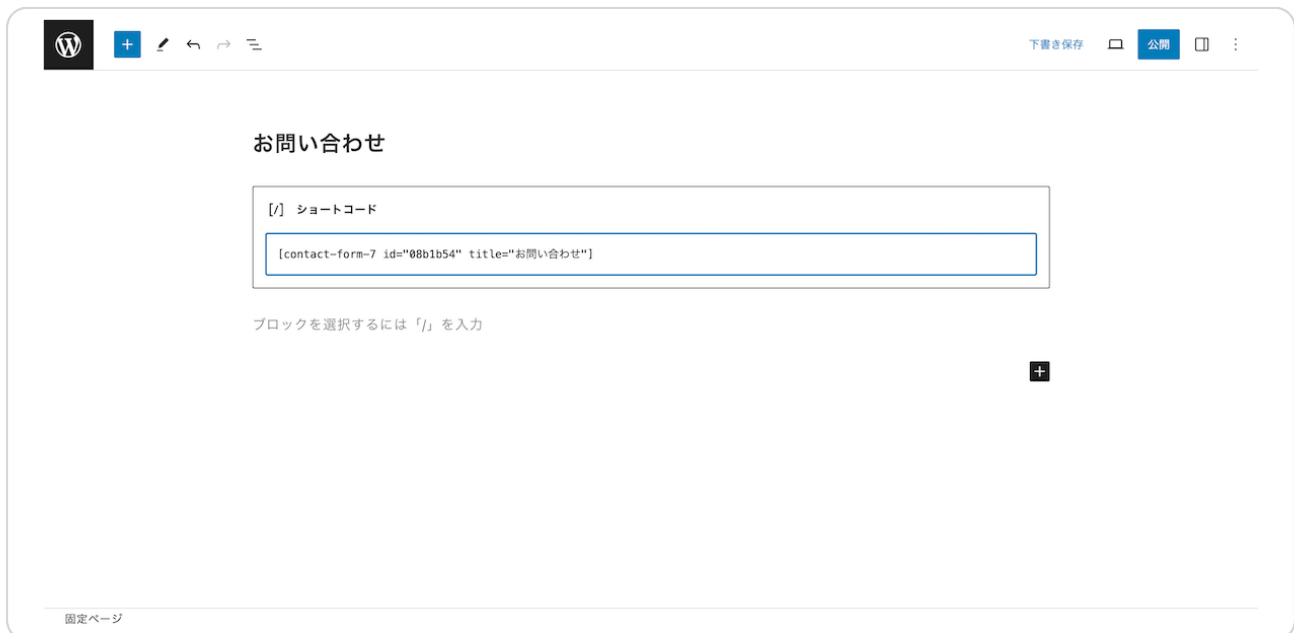 下書き保存
公開
お問い合わせ
[/] ショートコード
[contact-form-7 id="08b1b54" title="お問い合わせ"]
ブロックを選択するには「/」を入力
固定ページ